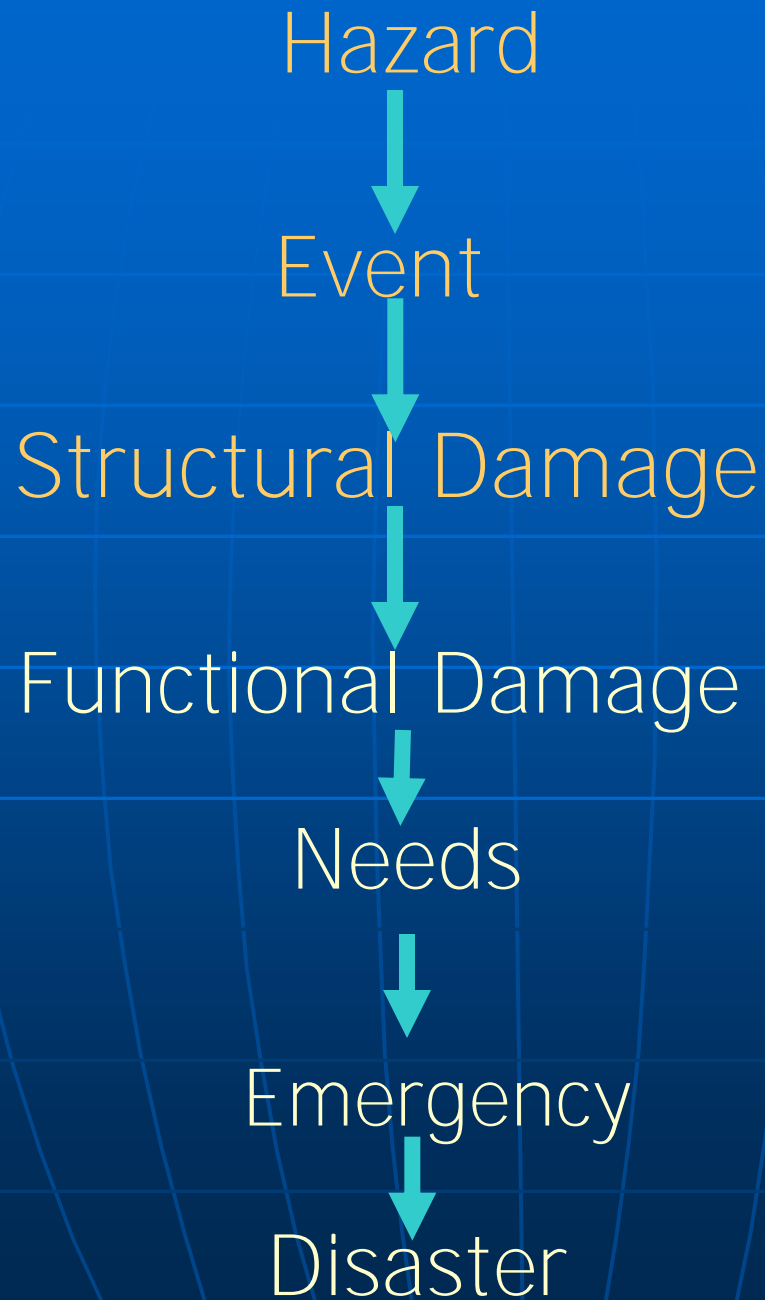 Hazard
Event
Structural Damage
Functional Damage
Needs
Emergency
Disaster